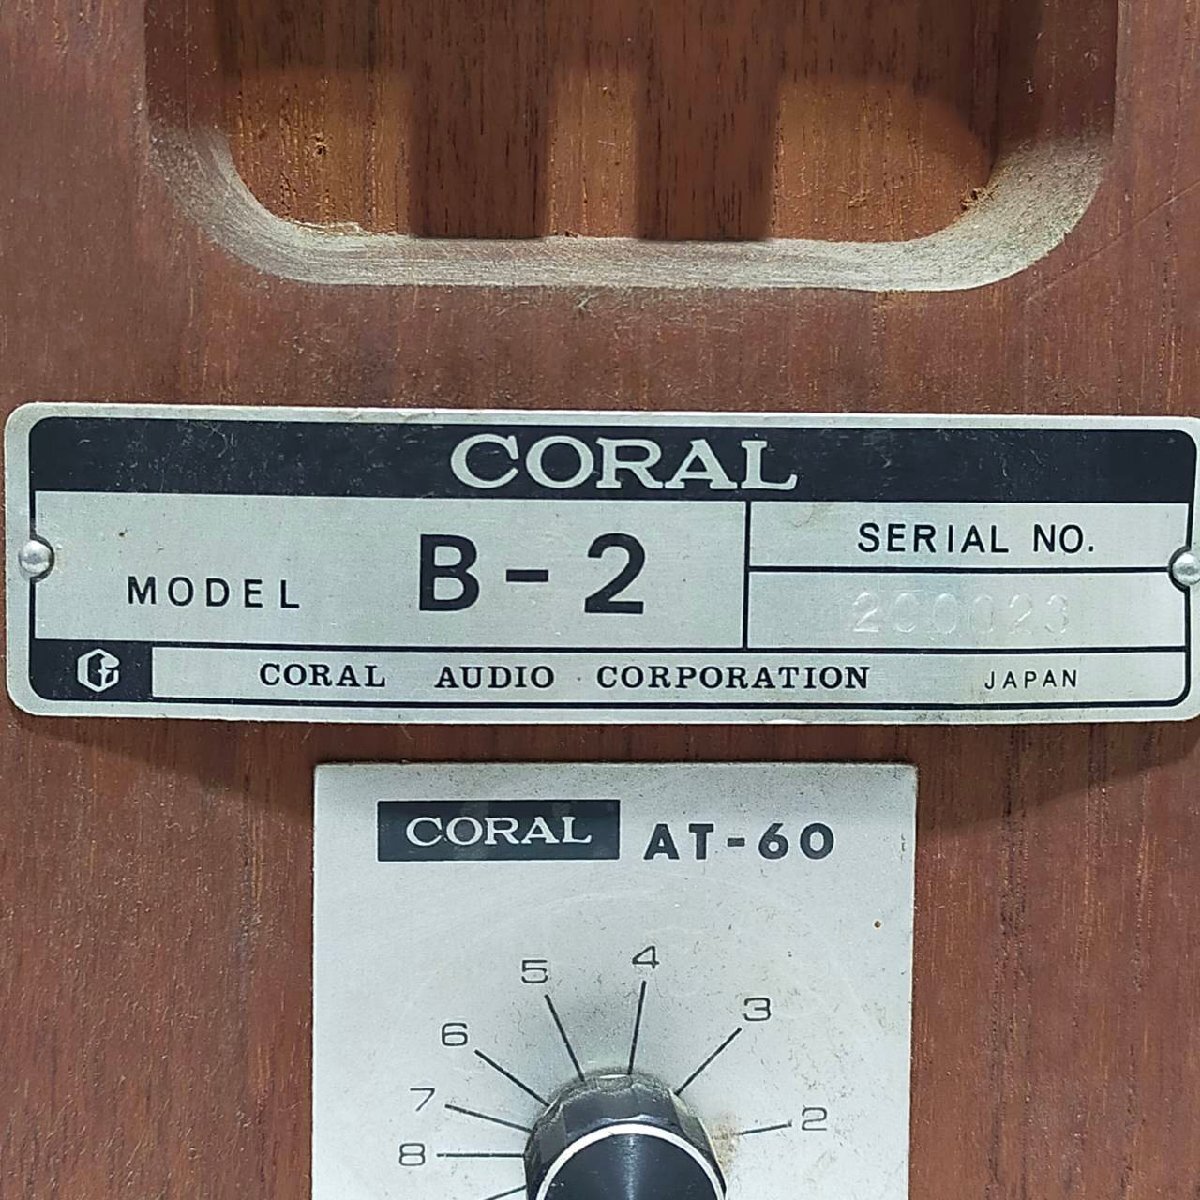 CORAL
MODEL B-2
SERIAL NO.
2C0023
CORAL AUDIO CORPORATION JAPAN
CORAL AT-60
5 4
6 3
7 2
8